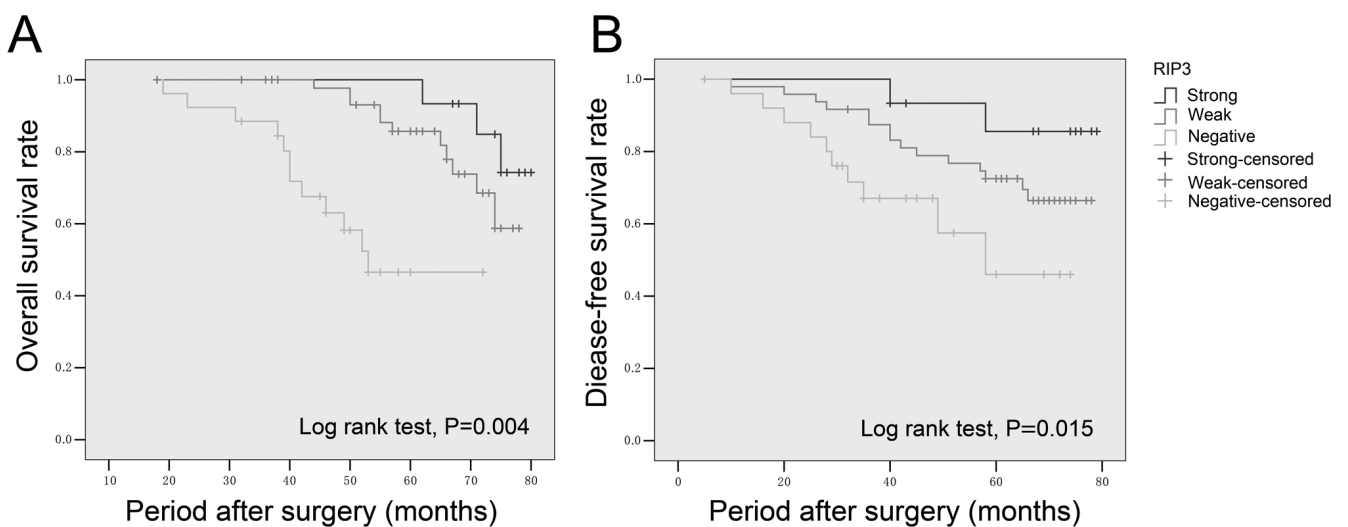 A
Overall survival rate
1.0
0.8
0.6
0.4
0.2
0.0
Log rank test, P=0.004
10 20 30 40 50 60 70 80
Period after surgery (months)
B
Diease-free survival rate
1.0
0.8
0.6
0.4
0.2
0.0
Log rank test, P=0.015
0 20 40 60 80
Period after surgery (months)
RIP3
Strong
Weak
Negative
Strong-censored
Weak-censored
Negative-censored